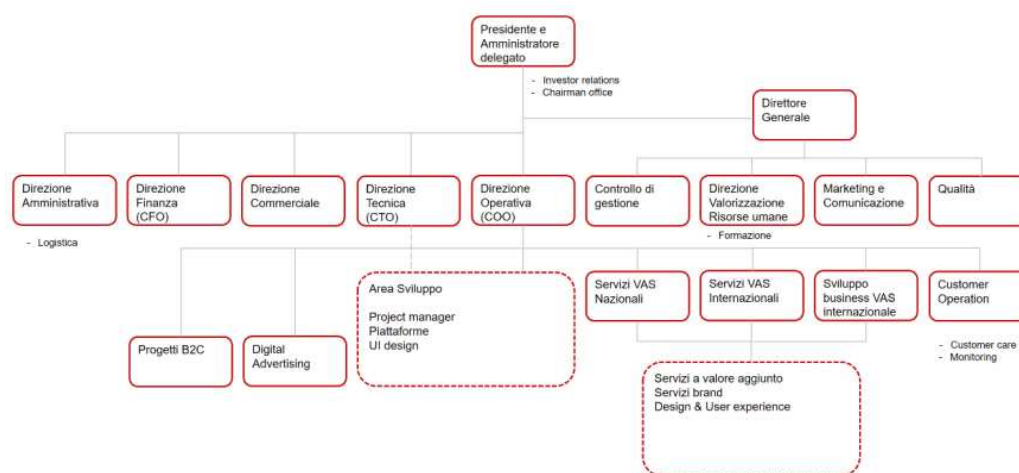 Presidente e
Amministratore
delegato
- Investor relations
- Chairman office
Direttore
Generale
Direzione
Amministrativa
- Logistica
Direzione
Finanza
(CFO)
Direzione
Commerciale
Direzione
Tecnica
(CTO)
Direzione
Operativa
(COO)
Controllo di
gestione
Direzione
Valorizzazione
Risorse umane
- Formazione
Marketing e
Comunicazione
Qualità
Progetti B2C
Digital
Advertising
Area Sviluppo
Project manager
Piattaforme
UI design
Servizi VAS
Nazionali
Servizi VAS
Internazionali
Sviluppo
business VAS
internazionale
Customer
Operation
- Customer care
- Monitoring
Servizi a valore aggiunto
Servizi brand
Design & User experience